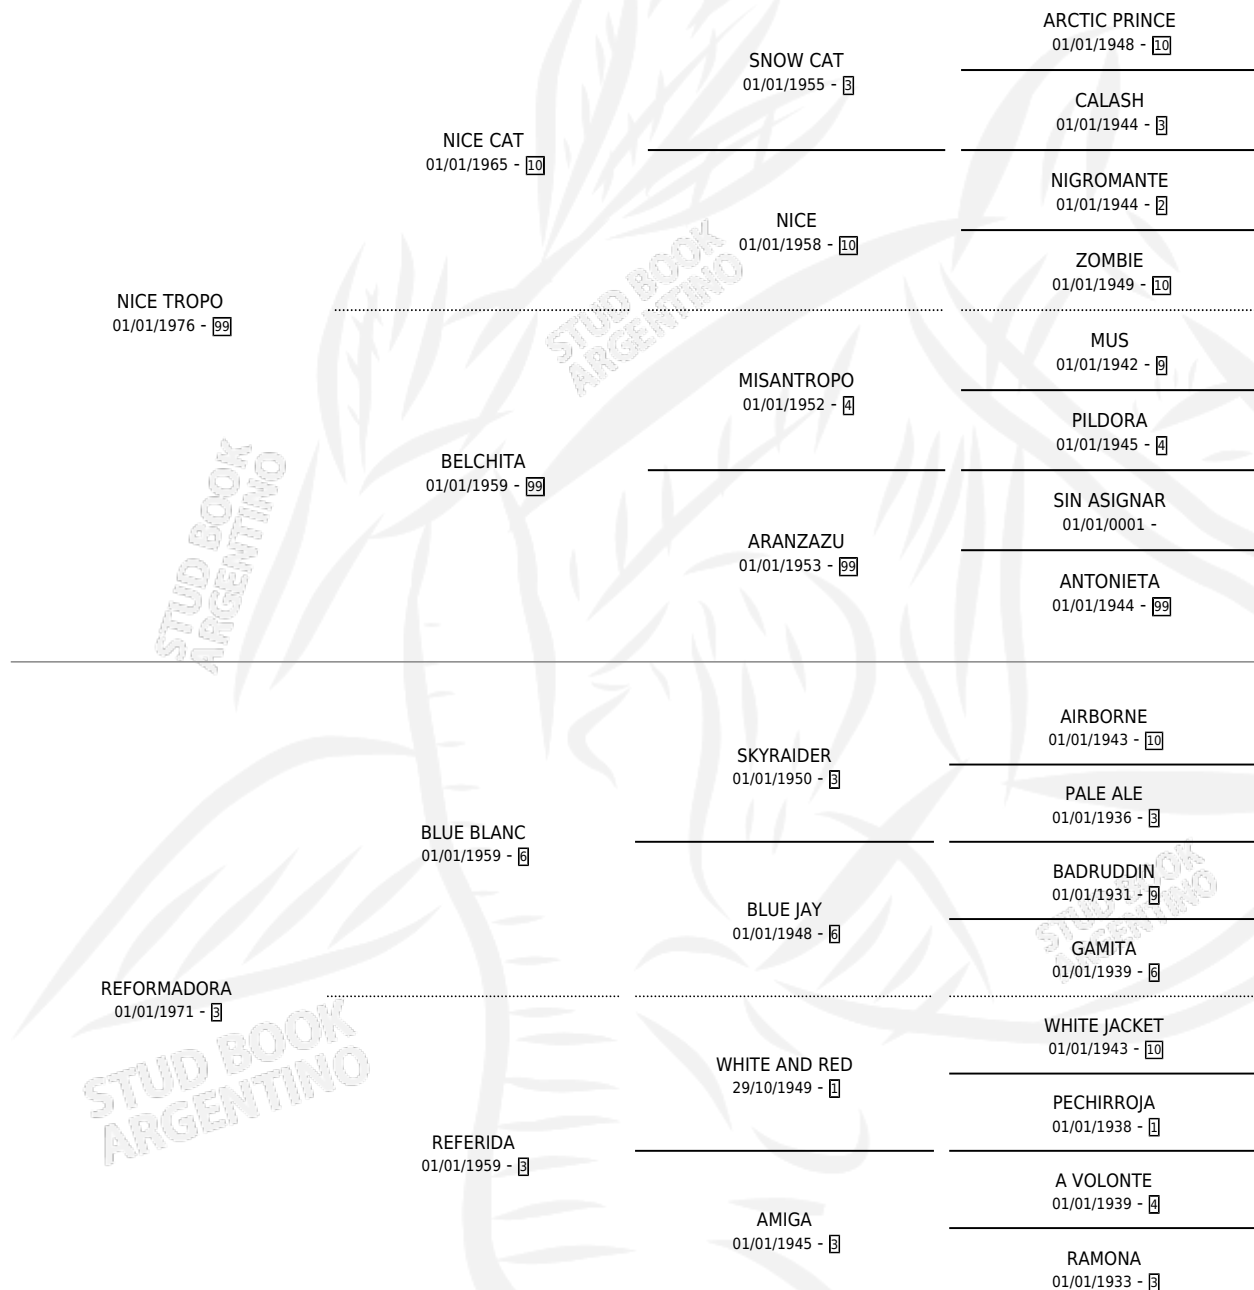 ARCTIC PRINCE
01/01/1948 - 10
SNOW CAT
01/01/1955 - 3
CALASH
01/01/1944 - 3
NICE CAT
01/01/1965 - 10
NIGROMANTE
01/01/1944 - 2
NICE
01/01/1958 - 10
ZOMBIE
01/01/1949 - 10
NICE TROPO
01/01/1976 - 99
MUS
01/01/1942 - 9
MISANTROPO
01/01/1952 - 4
PILDORA
01/01/1945 - 4
BELCHITA
01/01/1959 - 99
SIN ASIGNAR
01/01/0001 -
ARANZAZU
01/01/1953 - 99
ANTONIETA
01/01/1944 - 99
AIRBORNE
01/01/1943 - 10
SKYRAIDER
01/01/1950 - 3
PALE ALE
01/01/1936 - 3
BLUE BLANC
01/01/1959 - 6
BADRUDDIN
01/01/1931 - 9
BLUE JAY
01/01/1948 - 6
GAMITA
01/01/1939 - 6
REFORMADORA
01/01/1971 - 3
WHITE JACKET
01/01/1943 - 10
WHITE AND RED
29/10/1949 - 1
PECHIRROJA
01/01/1938 - 1
REFERIDA
01/01/1959 - 3
A VOLONTE
01/01/1939 - 4
AMIGA
01/01/1945 - 3
RAMONA
01/01/1933 - 3
STUD BOOK
ARGENTINO
STUD BOOK
ARGENTINO
STUD BOOK
ARGENTINO
STUD BOOK
ARGENTINO